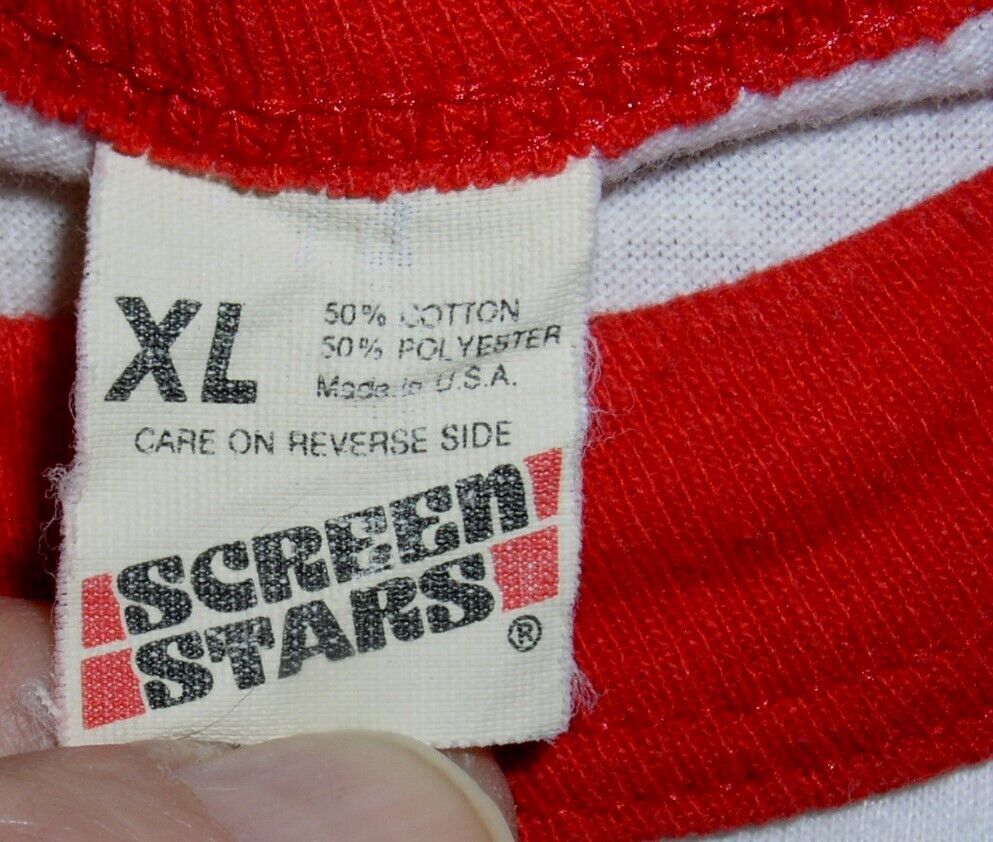 XL
50% COTTON
50% POLYESTER
Made in U.S.A.
CARE ON REVERSE SIDE
SCREEN
STARS
®